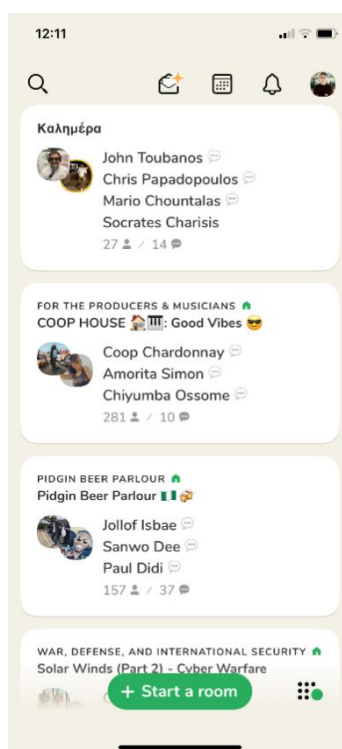 12:11
Καλημέρα
John Toubanos
Chris Papadopoulos
Mario Chountalas
Socrates Charisis
27 / 14
FOR THE PRODUCERS & MUSICIANS
COOP HOUSE 🏠🎹: Good Vibes 😎
Coop Chardonnay
Amorita Simon
Chiyumba Ossome
281 / 10
PIDGIN BEER PARLOUR
Pidgin Beer Parlour 🇳🇬 🍻
Jollof Isbae
Sanwo Dee
Paul Didi
157 / 37
WAR, DEFENSE, AND INTERNATIONAL SECURITY
Solar Winds (Part 2) - Cyber Warfare
+ Start a room